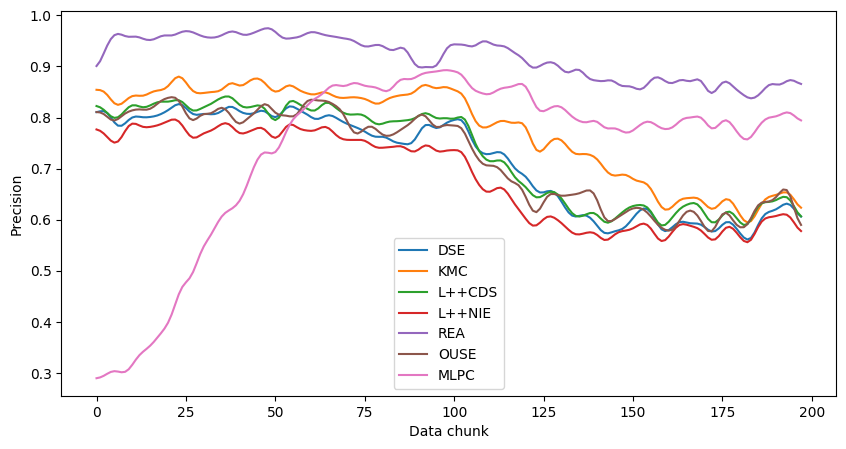 1.0
0.9
0.8
0.7
0.6
0.5
0.4
0.3
Precision
DSE
KMC
L++CDS
L++NIE
REA
OUSE
MLPC
0 25 50 75 100 125 150 175 200
Data chunk